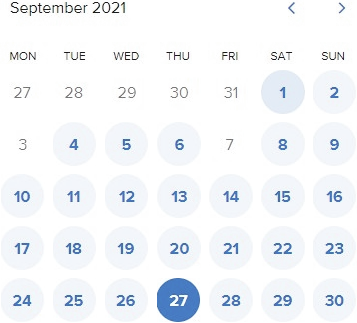 September 2021
MON TUE WED THU FRI SAT SUN
27 28 29 30 31 1 2
3 4 5 6 7 8 9
10 11 12 13 14 15 16
17 18 19 20 21 22 23
24 25 26 27 28 29 30